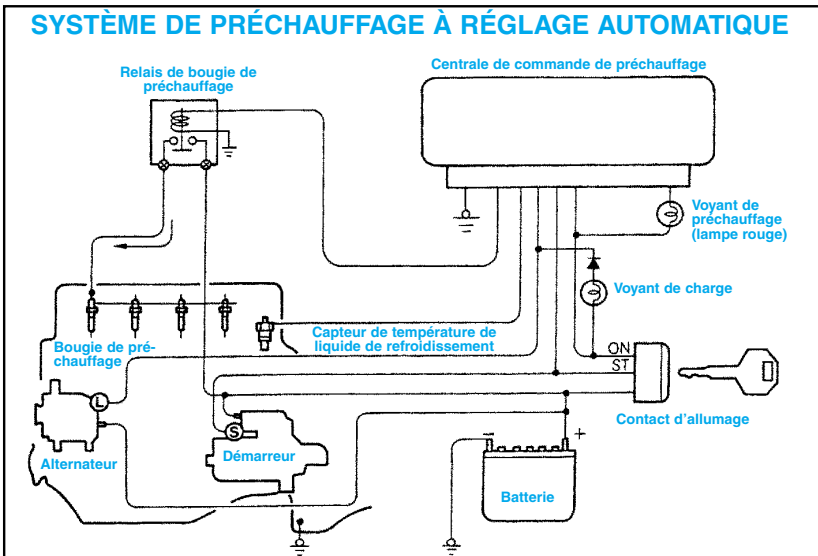 SYSTÈME DE PRÉCHAUFFAGE À RÉGLAGE AUTOMATIQUE
Relais de bougie de
préchauffage
Centrale de commande de préchauffage
Voyant de
préchauffage
(lampe rouge)
Voyant de charge
Capteur de température de
liquide de refroidissement
Bougie de pré-
chauffage
ON
ST
L
S
Contact d'allumage
Alternateur
Démarreur
- +
Batterie